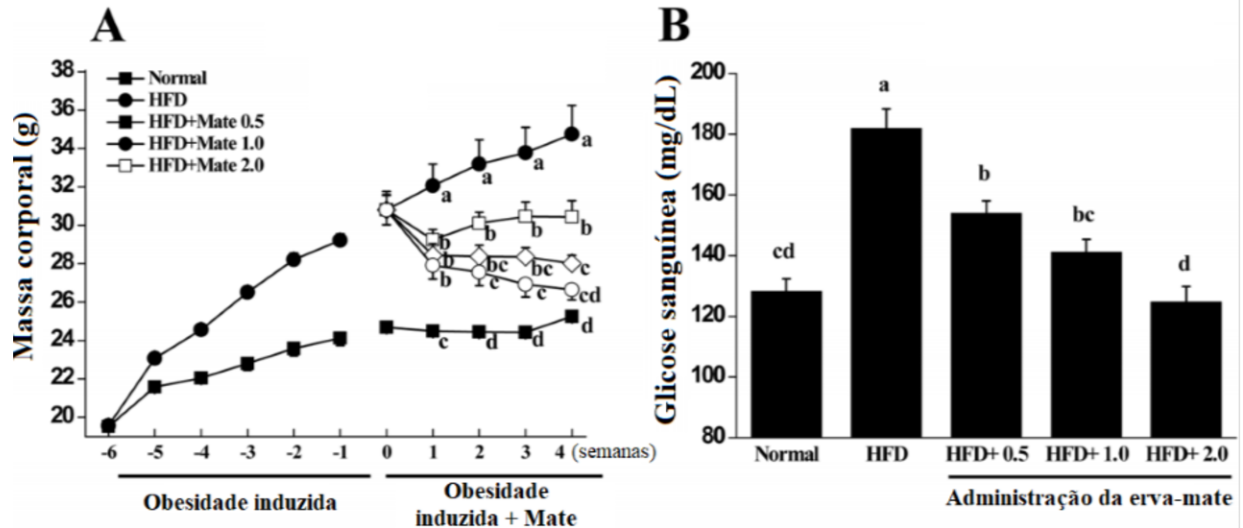 A
Massa corporal (g)
38
36
34
32
30
28
26
24
22
20
Normal
HFD
HFD+Mate 0.5
HFD+Mate 1.0
HFD+Mate 2.0
a
a
a
a
b
b
b
b
b
bc
bc
c
b
c
c
cd
c
d
d
d
-6 -5 -4 -3 -2 -1 0 1 2 3 4 (semanas)
Obesidade induzida
Obesidade
induzida + Mate
B
Glicose sanguínea (mg/dL)
200
180
160
140
120
100
80
cd
a
b
bc
d
Normal HFD HFD+ 0.5 HFD+ 1.0 HFD+ 2.0
Administração da erva-mate